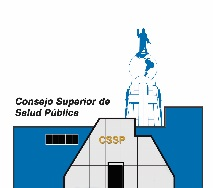 Consejo Superior de
Salud Pública
CSSP